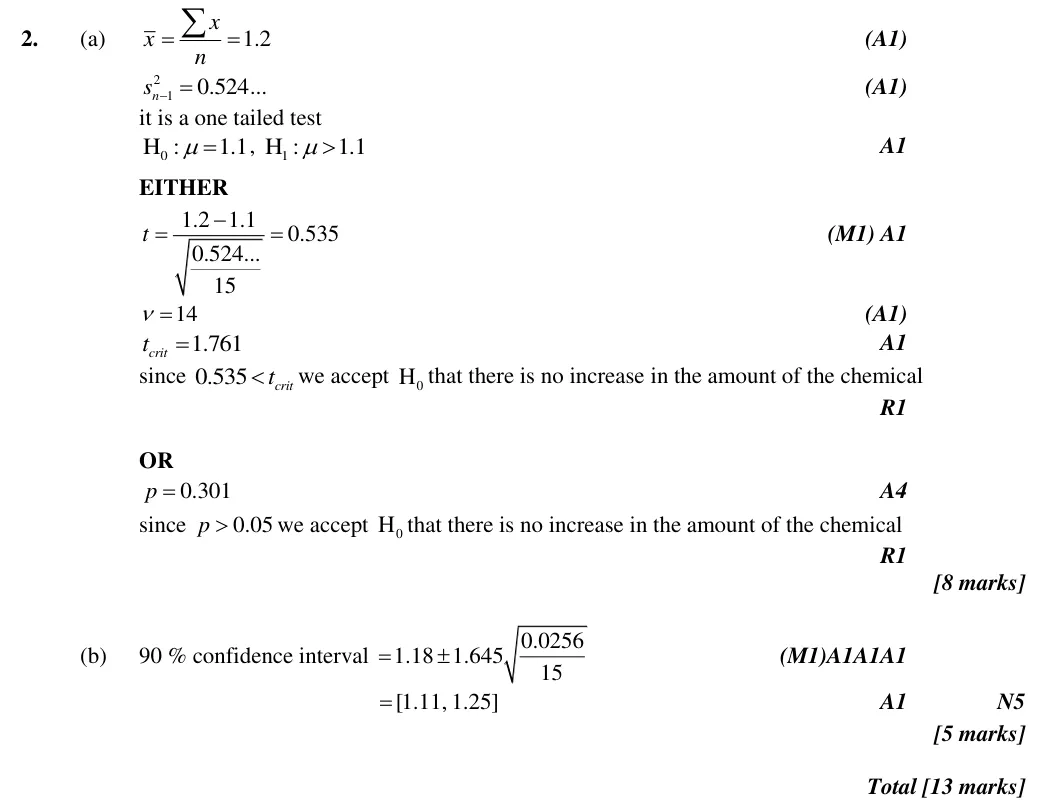 2. (a) x̄ = ∑x / n = 1.2 (A1)
s²ₙ₋₁ = 0.524... (A1)
it is a one tailed test
H₀ : μ = 1.1, H₁ : μ > 1.1 A1
EITHER
t = (1.2 − 1.1) / √(0.524... / 15) = 0.535 (M1) A1
ν = 14 (A1)
t_crit = 1.761 A1
since 0.535 < t_crit we accept H₀ that there is no increase in the amount of the chemical
R1
OR
p = 0.301 A4
since p > 0.05 we accept H₀ that there is no increase in the amount of the chemical
R1
[8 marks]
(b) 90 % confidence interval = 1.18 ± 1.645√(0.0256 / 15) (M1)A1A1A1
= [1.11, 1.25] A1 N5
[5 marks]
Total [13 marks]